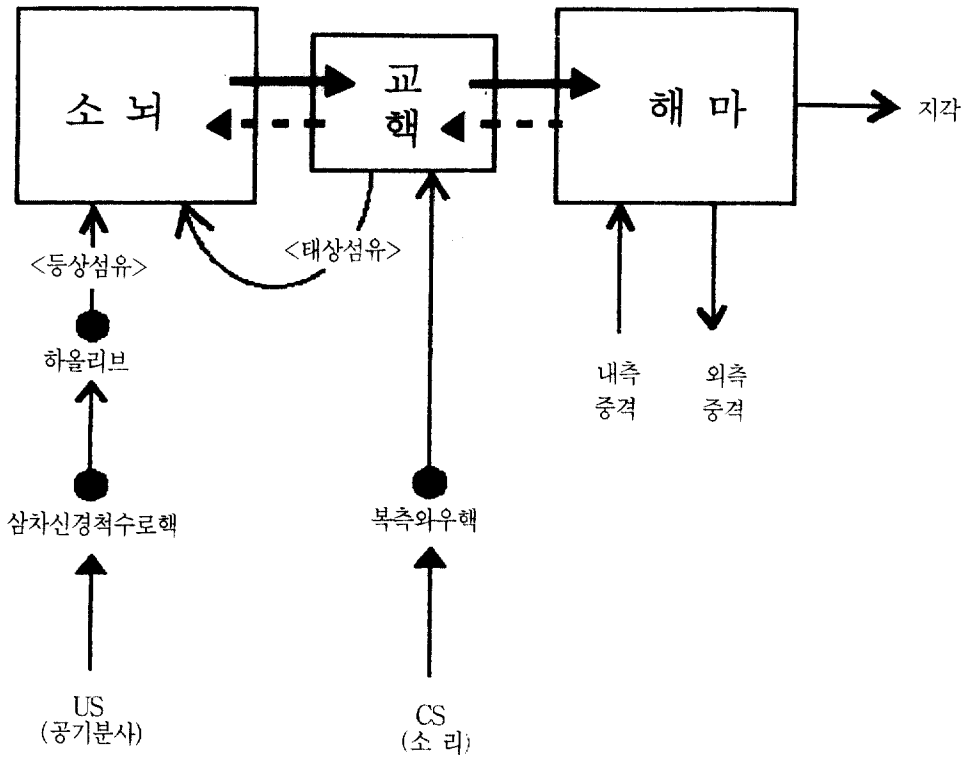 소 뇌
교
핵
해 마
지각
<등상섬유>
<태상섬유>
하올리브
내측
중격
외측
중격
삼차신경척수로핵
복측와우핵
US
(공기분사)
CS
(소 리)